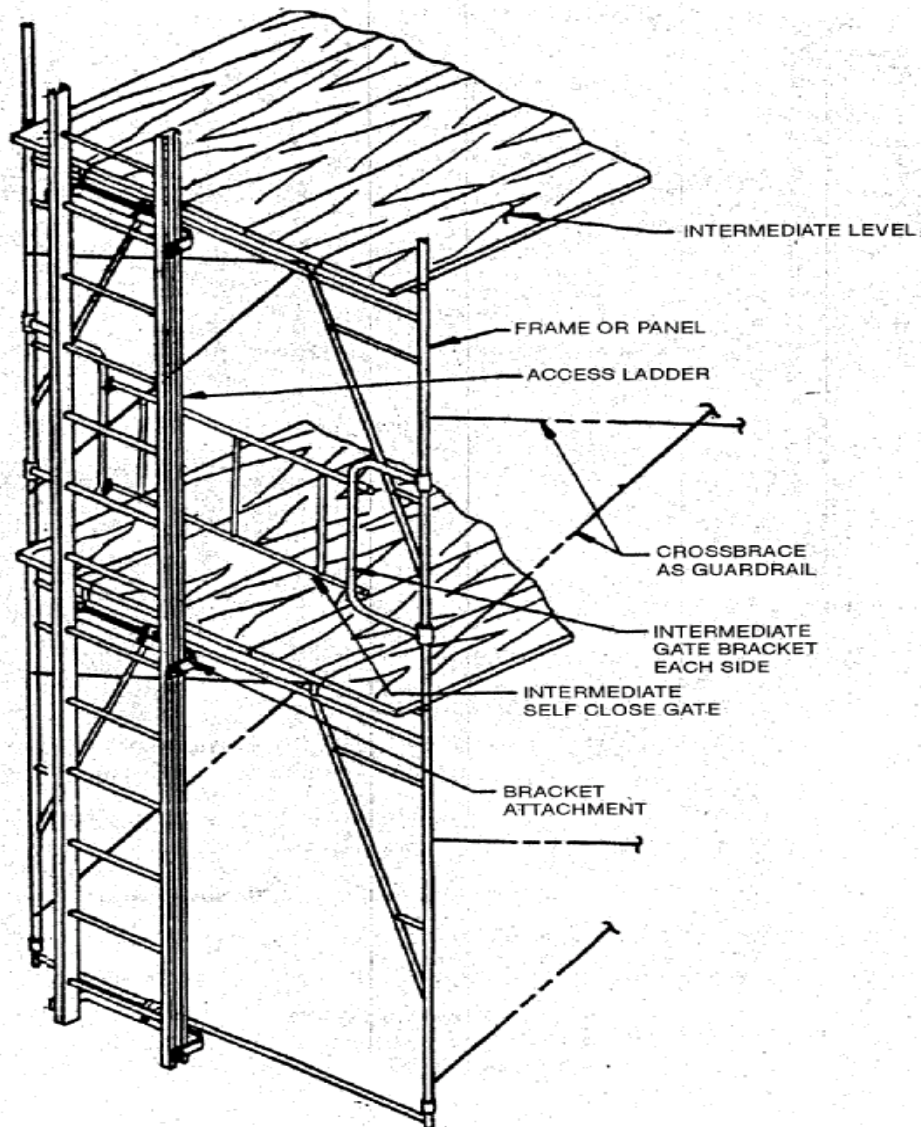 INTERMEDIATE LEVEL
FRAME OR PANEL
ACCESS LADDER
CROSSBRACE
AS GUARDRAIL
INTERMEDIATE
GATE BRACKET
EACH SIDE
INTERMEDIATE
SELF CLOSE GATE
BRACKET
ATTACHMENT